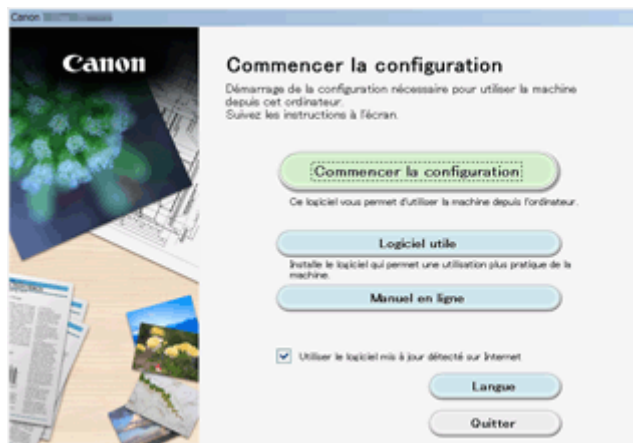 Canon
Canon
Commencer la configuration
Démarrage de la configuration nécessaire pour utiliser la machine
depuis cet ordinateur.
Suivez les instructions à l'écran.
Commencer la configuration
Ce logiciel vous permet d'utiliser la machine depuis l'ordinateur.
Logiciel utile
Installe le logiciel qui permet une utilisation plus pratique de la
machine.
Manuel en ligne
Utiliser le logiciel mis à jour détecté sur Internet
Langue
Quitter